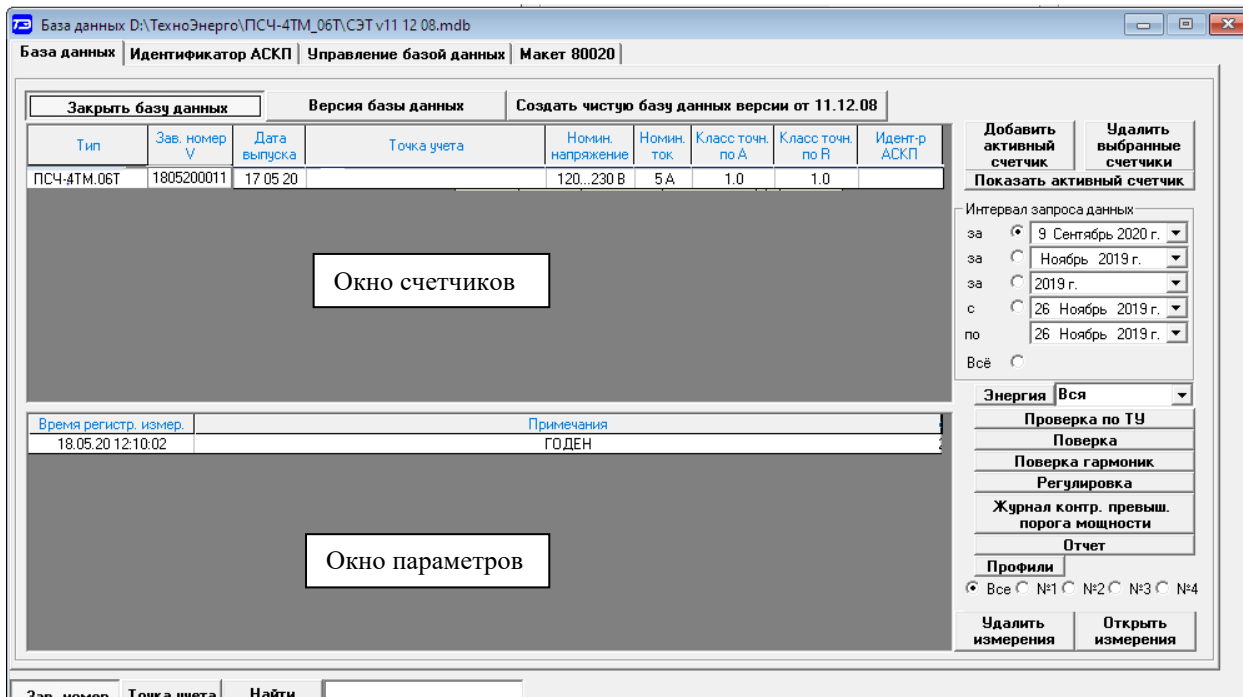 База данных D:\ТехноЭнерго\ПСЧ-4ТМ_06Т\СЭТ v11 12 08.mdb
База данных Идентификатор АСКП Управление базой данных Макет 80020
Закрыть базу данных Версия базы данных Создать чистую базу данных версии от 11.12.08
Тип Зав. номер V Дата выпуска Точка учета Номин. напряжение Номин. ток Класс точн. по А Класс точн. по R Идент-р АСКП
ПСЧ-4ТМ.06Т 1805200011 17 05 20 120...230 В 5 А 1.0 1.0
Окно счетчиков
Добавить активный счетчик Удалить выбранные счетчики
Показать активный счетчик
Интервал запроса данных
за 9 Сентябрь 2020 г.
за Ноябрь 2019 г.
за 2019 г.
с 26 Ноябрь 2019 г.
по 26 Ноябрь 2019 г.
Всё
Энергия Вся
Время регистр. измер. Примечания
18.05.20 12:10:02 ГОДЕН
Окно параметров
Проверка по ТУ
Поверка
Поверка гармоник
Регулировка
Журнал контр. превыш.
порога мощности
Отчет
Профили
Все №1 №2 №3 №4
Удалить измерения Открыть измерения
Зав. номер Точка учета Найти